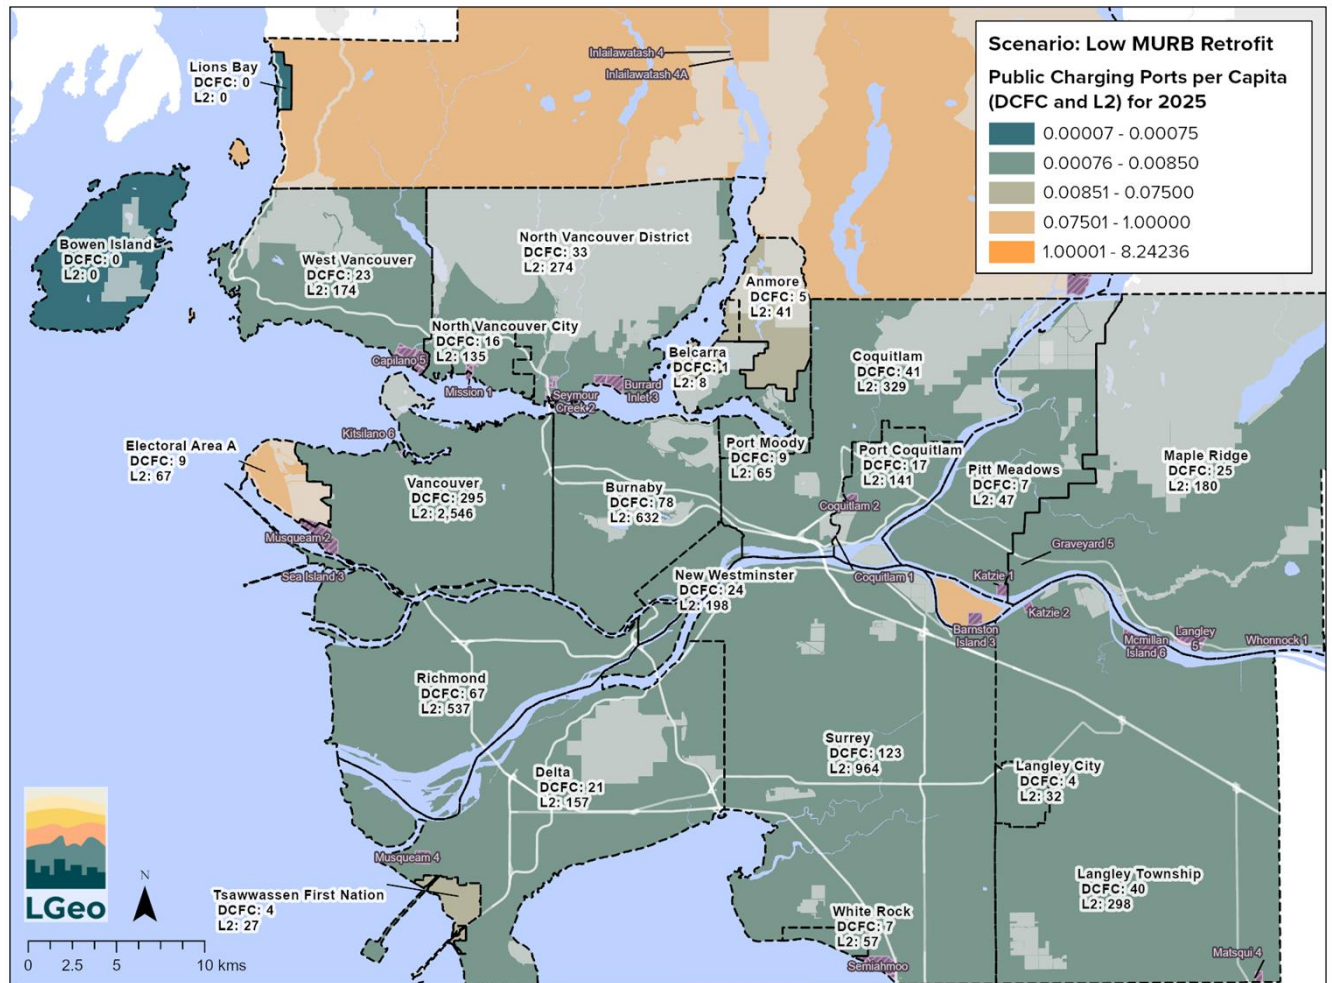 Scenario: Low MURB Retrofit
Public Charging Ports per Capita
(DCFC and L2) for 2025
0.00007 - 0.00075
0.00076 - 0.00850
0.00851 - 0.07500
0.07501 - 1.00000
1.00001 - 8.24236
Inlailawatash 4
Inlailawatash 4A
Lions Bay
DCFC: 0
L2: 0
Bowen Island
DCFC: 0
L2: 0
West Vancouver
DCFC: 23
L2: 174
North Vancouver District
DCFC: 33
L2: 274
Anmore
DCFC: 5
L2: 41
North Vancouver City
DCFC: 16
L2: 135
Belcarra
DCFC: 1
L2: 8
Coquitlam
DCFC: 41
L2: 329
Capilano 5
Mission 1
Seymour
Creek 2
Burrard
Inlet 3
Kitsilano 6
Electoral Area A
DCFC: 9
L2: 67
Vancouver
DCFC: 295
L2: 2,546
Burnaby
DCFC: 78
L2: 632
Port Moody
DCFC: 9
L2: 65
Port Coquitlam
DCFC: 17
L2: 141
Pitt Meadows
DCFC: 7
L2: 47
Maple Ridge
DCFC: 25
L2: 180
Coquitlam 2
Musqueam 2
Sea Island 3
Graveyard 5
New Westminster
DCFC: 24
L2: 198
Coquitlam 1
Katzie 1
Katzie 2
Barnston
Island 3
Mcmillan
Island 6
Langley
5
Whonnock 1
Richmond
DCFC: 67
L2: 537
Surrey
DCFC: 123
L2: 964
Delta
DCFC: 21
L2: 157
Langley City
DCFC: 4
L2: 32
Musqueam 4
Tsawwassen First Nation
DCFC: 4
L2: 27
Langley Township
DCFC: 40
L2: 298
White Rock
DCFC: 7
L2: 57
Semiahmoo
Matsqui 4
LGeo
N
0 2.5 5 10 kms